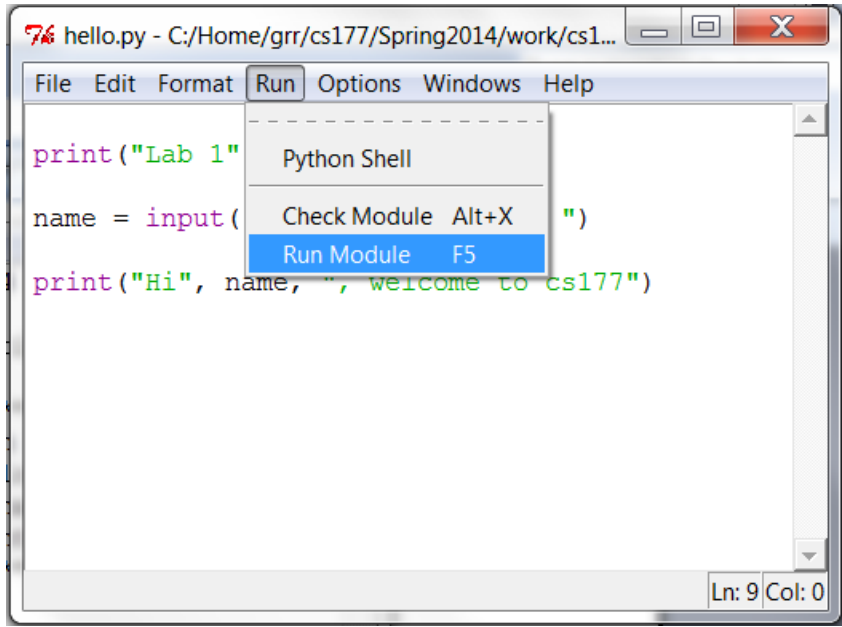 hello.py - C:/Home/grr/cs177/Spring2014/work/cs1...
File Edit Format Run Options Windows Help
print("Lab 1"
Python Shell
name = input( ")
Check Module Alt+X
Run Module F5
print("Hi", name, ", welcome to cs177")
Ln: 9 Col: 0